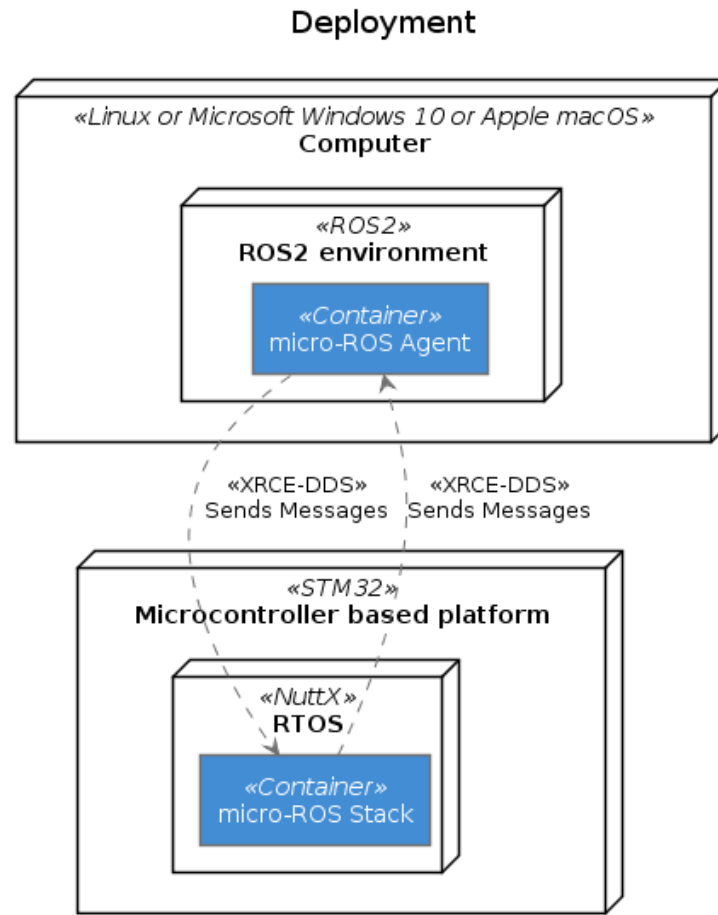 Deployment
«Linux or Microsoft Windows 10 or Apple macOS»
Computer
«ROS2»
ROS2 environment
«Container»
micro-ROS Agent
«XRCE-DDS»
Sends Messages
«XRCE-DDS»
Sends Messages
«STM32»
Microcontroller based platform
«NuttX»
RTOS
«Container»
micro-ROS Stack